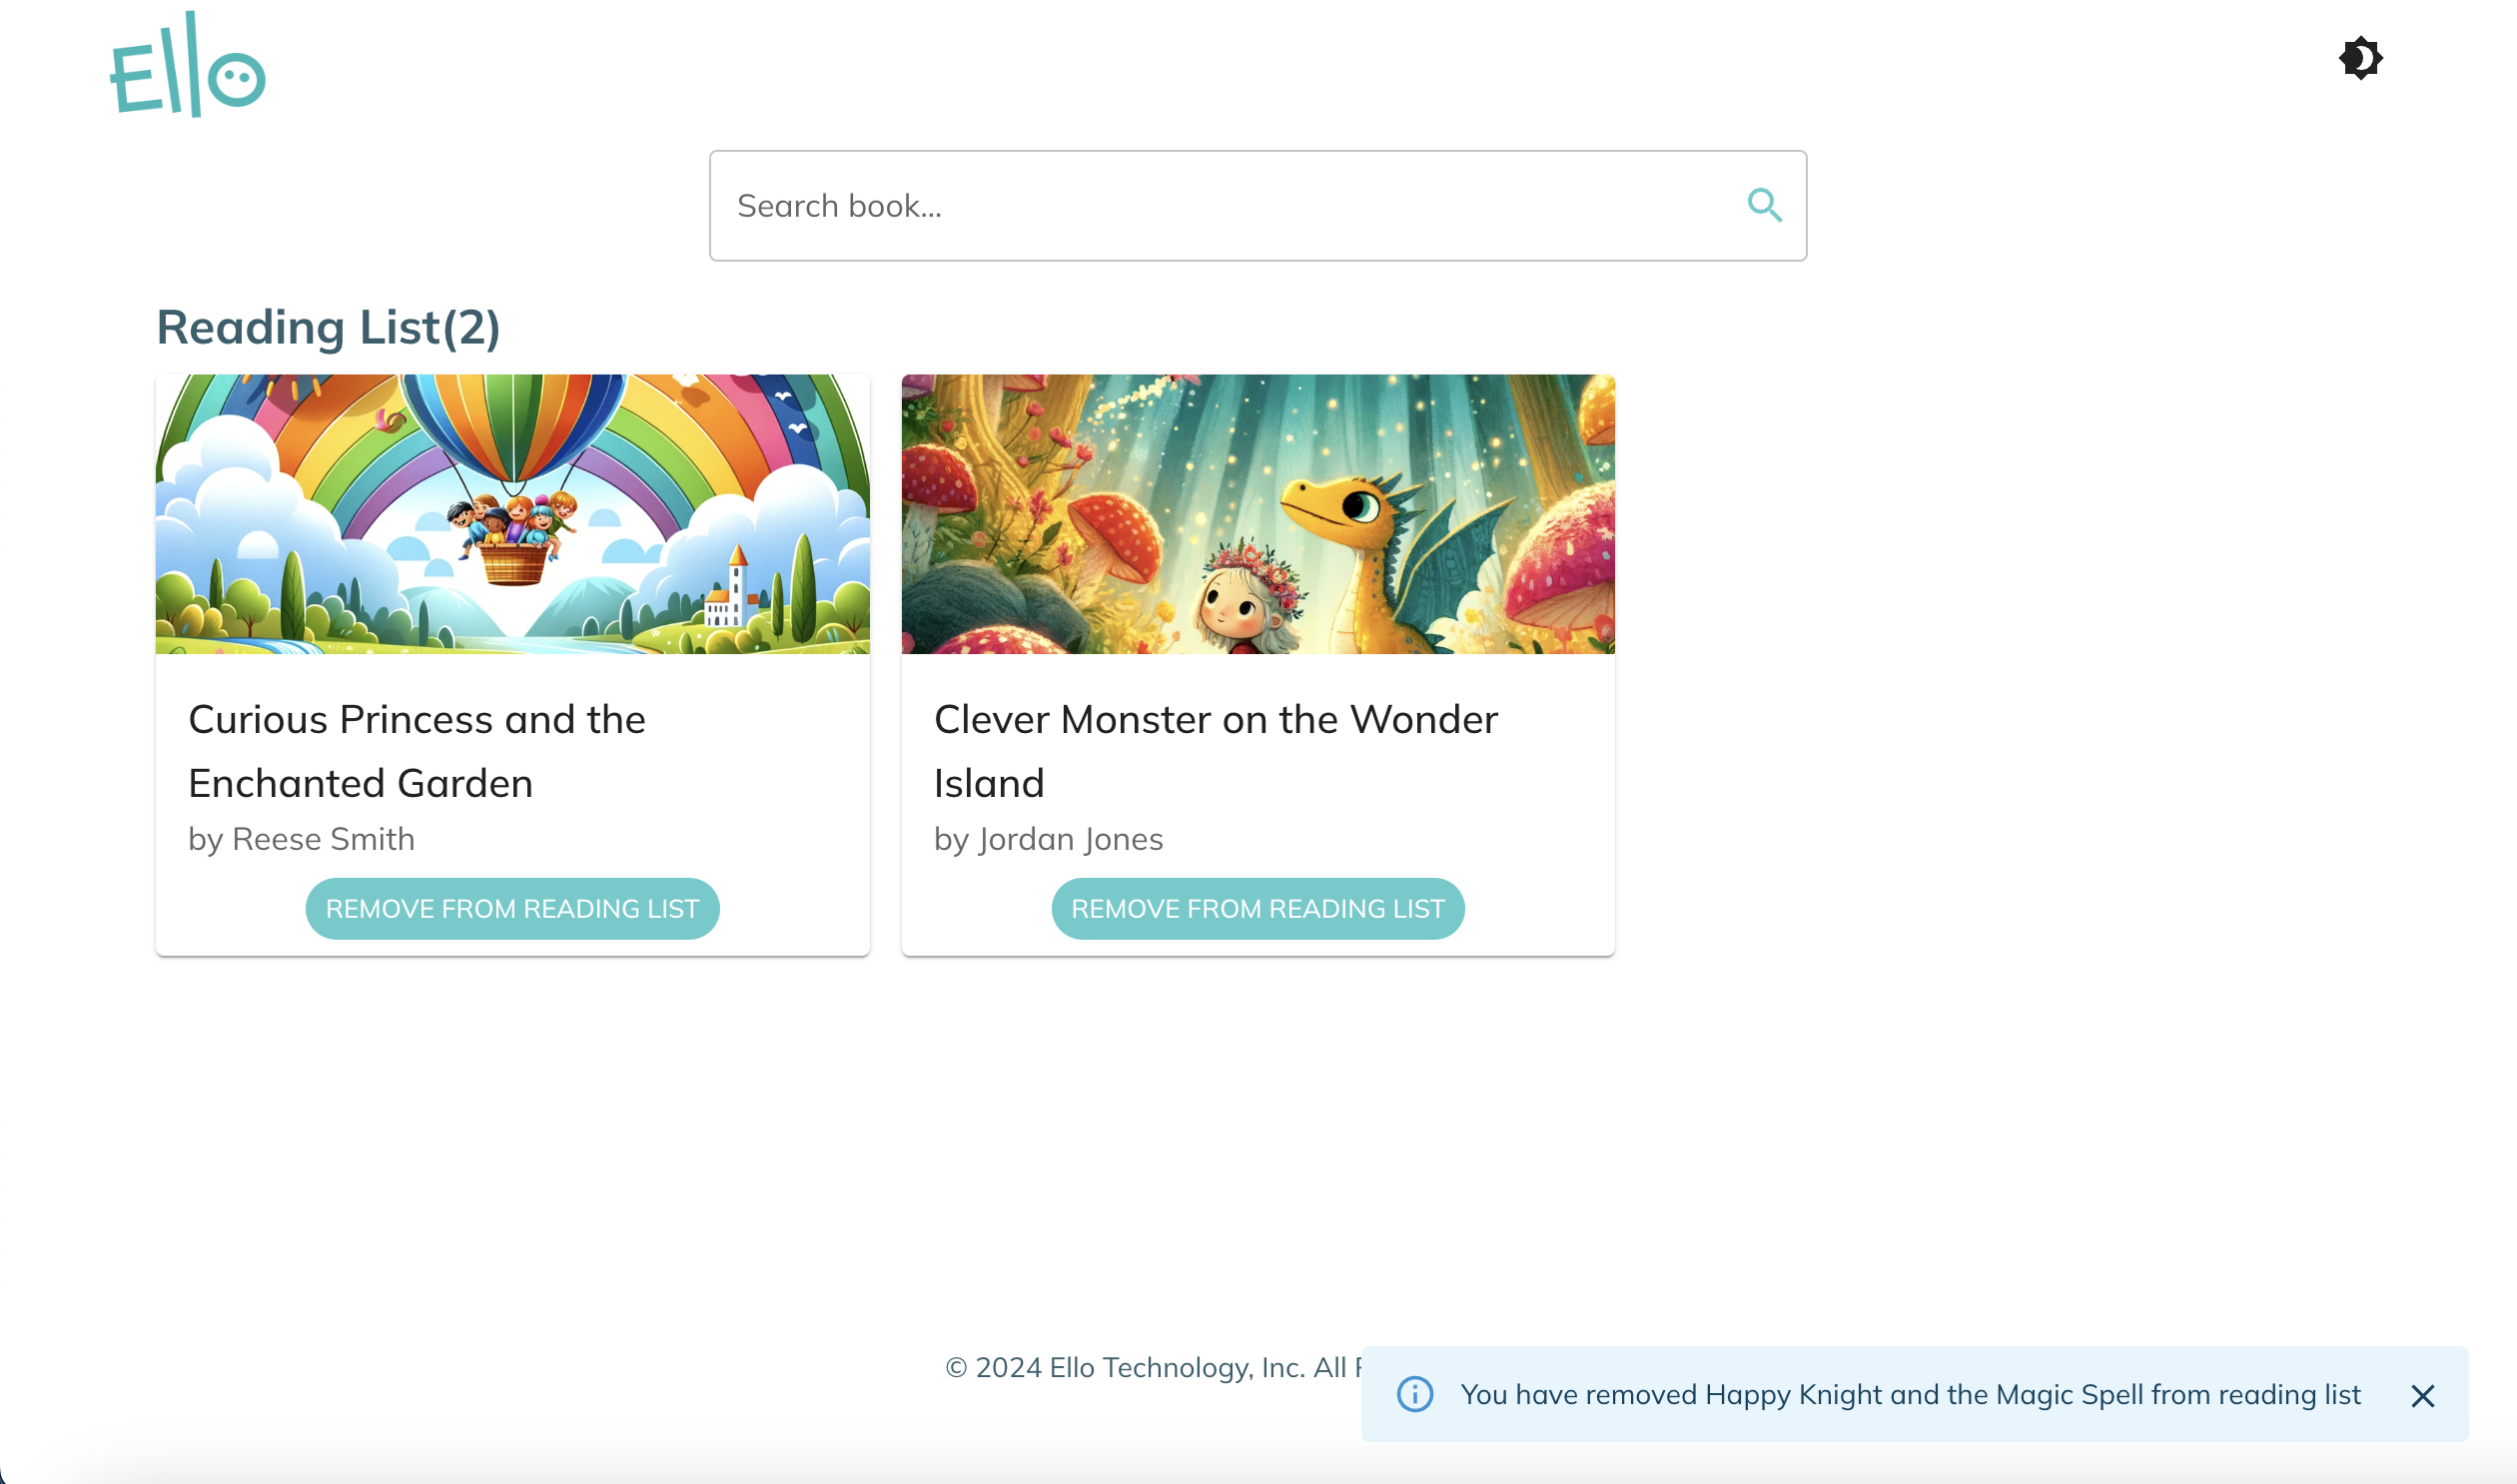 Ello
Search book...
Reading List(2)
Curious Princess and the
Enchanted Garden
by Reese Smith
REMOVE FROM READING LIST
Clever Monster on the Wonder
Island
by Jordan Jones
REMOVE FROM READING LIST
© 2024 Ello Technology, Inc. All
You have removed Happy Knight and the Magic Spell from reading list